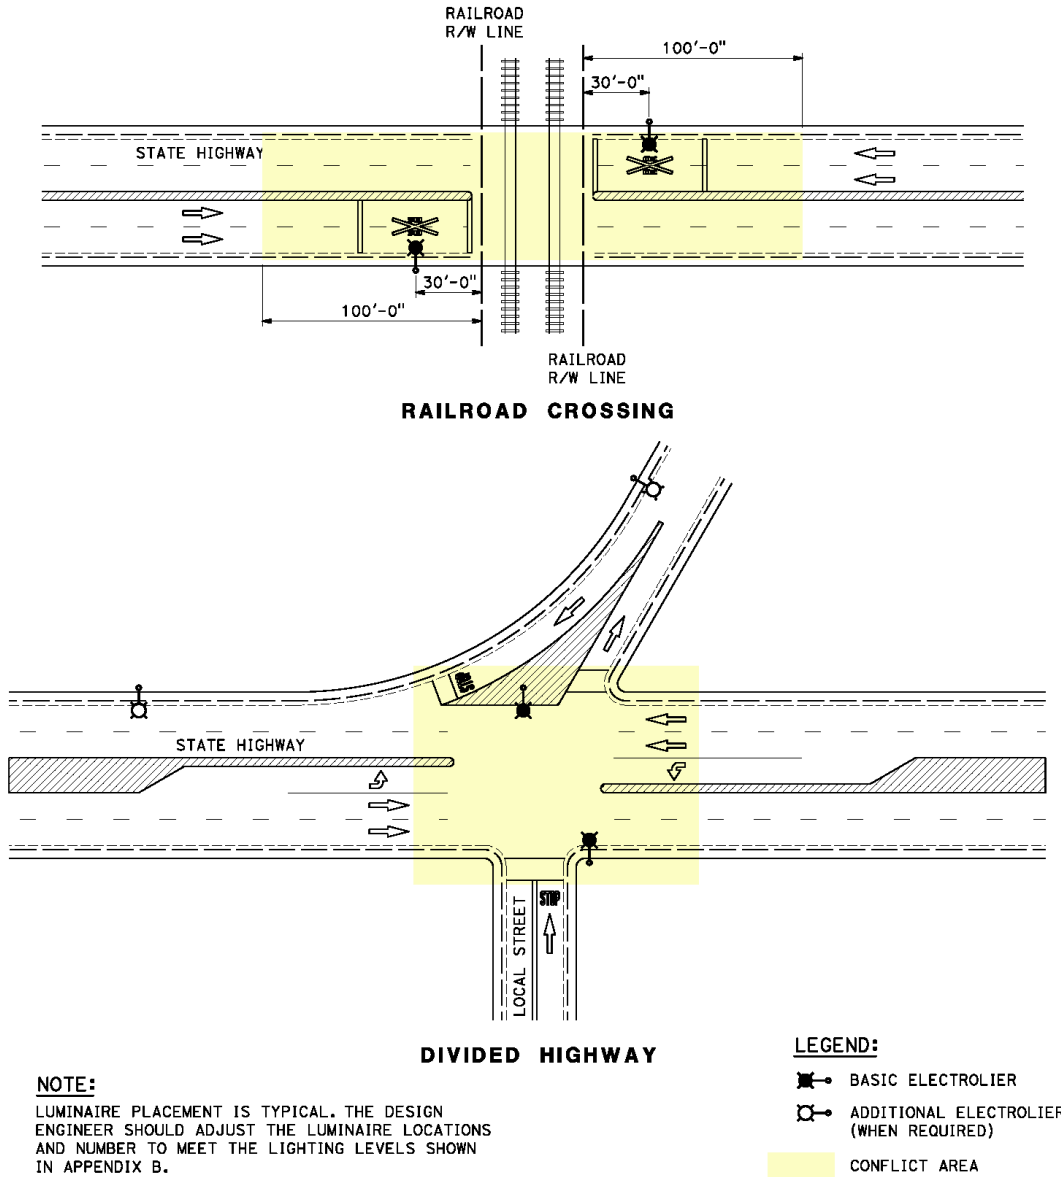 RAILROAD
R/W LINE
100'-0"
30'-0"
STATE HIGHWAY
30'-0"
100'-0"
RAILROAD
R/W LINE
RAILROAD CROSSING
STOP
STATE HIGHWAY
STOP
LOCAL STREET
DIVIDED HIGHWAY
LEGEND:
BASIC ELECTROLIER
ADDITIONAL ELECTROLIER
(WHEN REQUIRED)
CONFLICT AREA
NOTE:
LUMINAIRE PLACEMENT IS TYPICAL. THE DESIGN
ENGINEER SHOULD ADJUST THE LUMINAIRE LOCATIONS
AND NUMBER TO MEET THE LIGHTING LEVELS SHOWN
IN APPENDIX B.